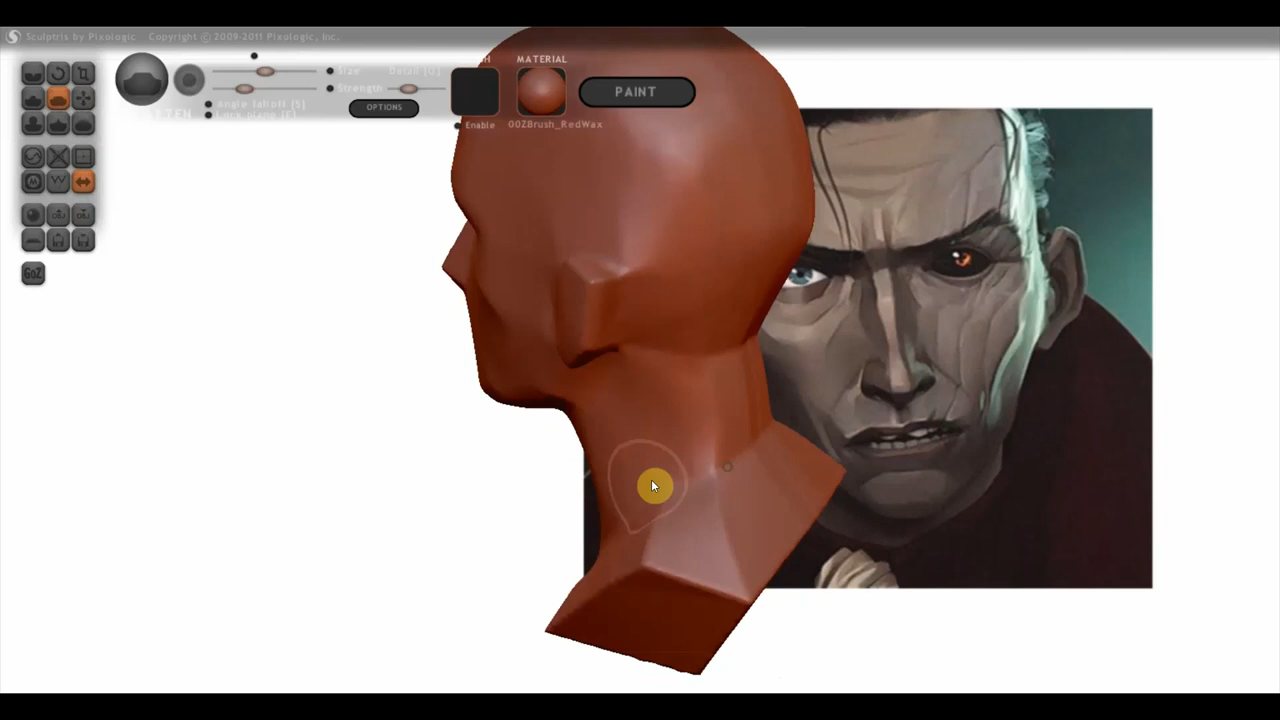 Sculptris by Pixologic   Copyright © 2009-2011 Pixologic, Inc.
MATERIAL
Size
Detail [U]
Strength
Angle falloff [S]
OPTIONS
PAINT
Enable
00ZBrush_RedWax
GoZ